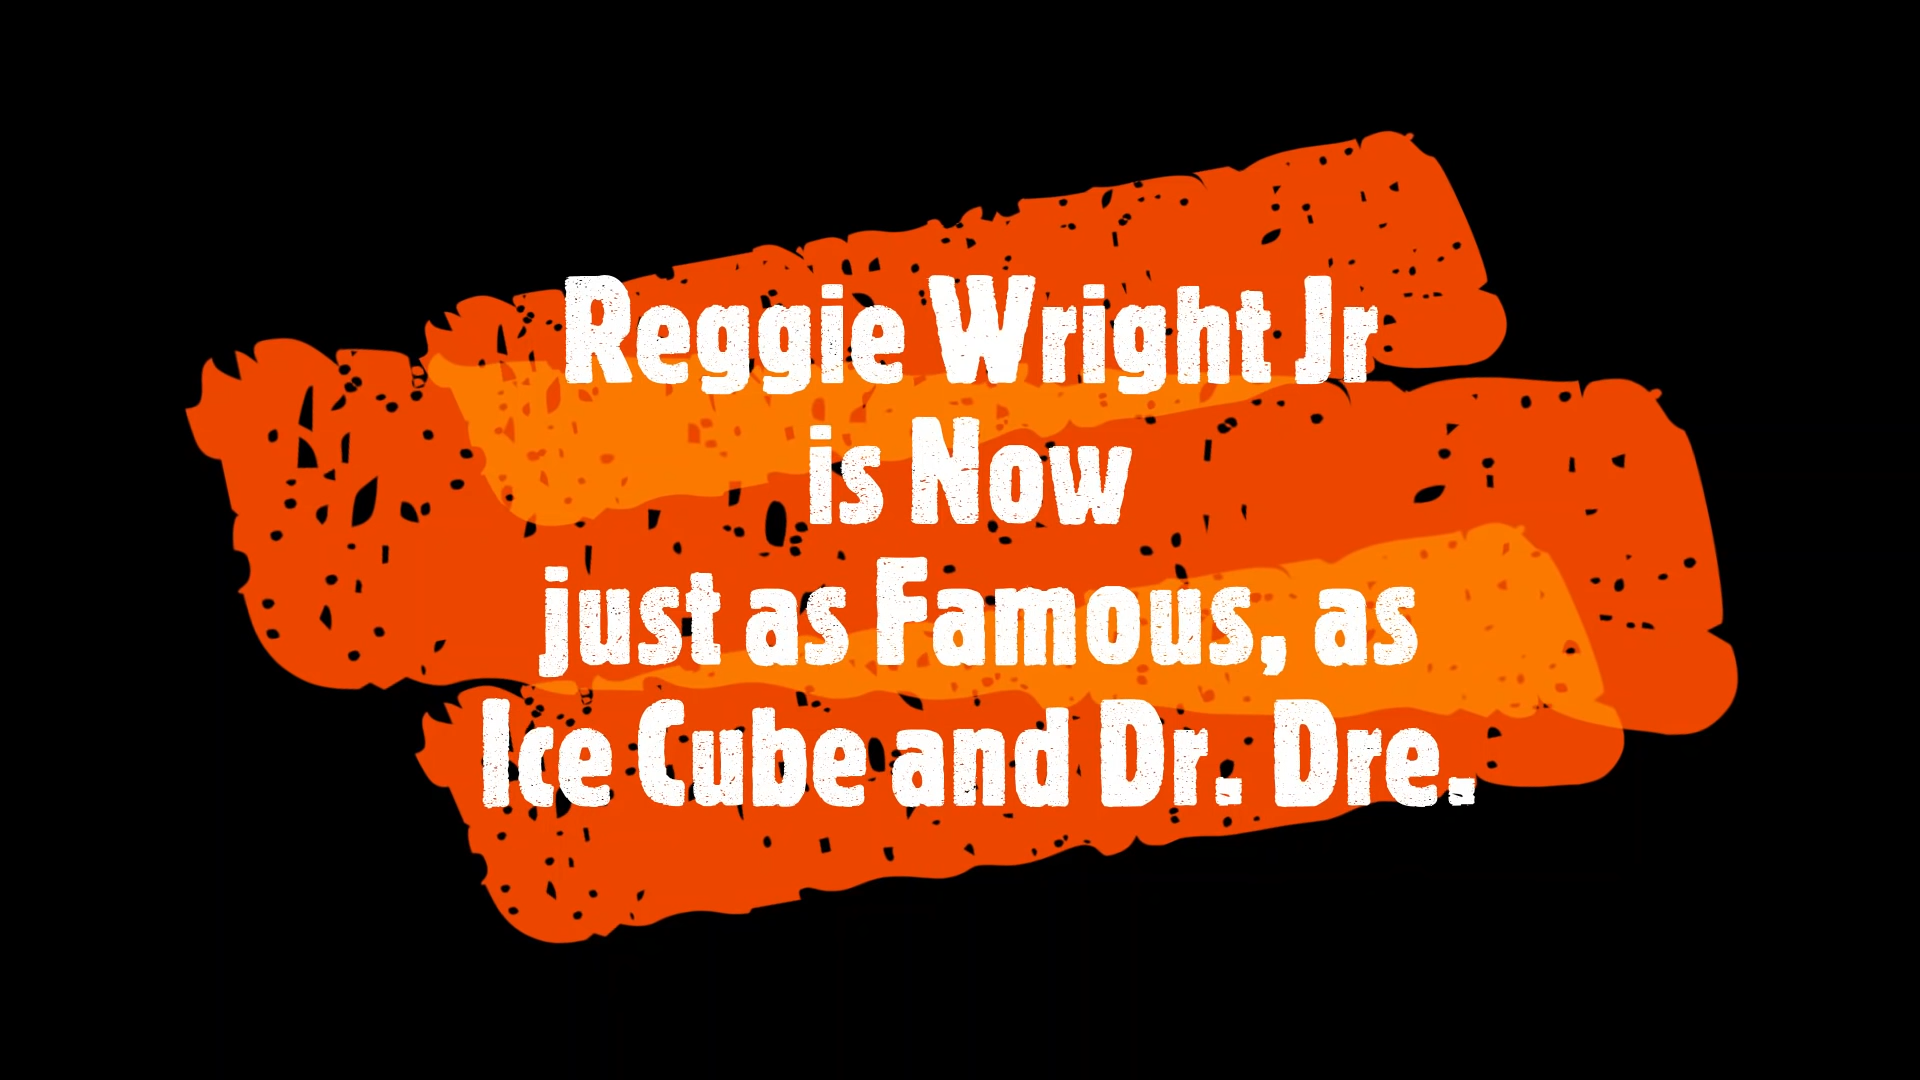 Reggie Wright Jr
is Now
just as Famous, as
Ice Cube and Dr. Dre.